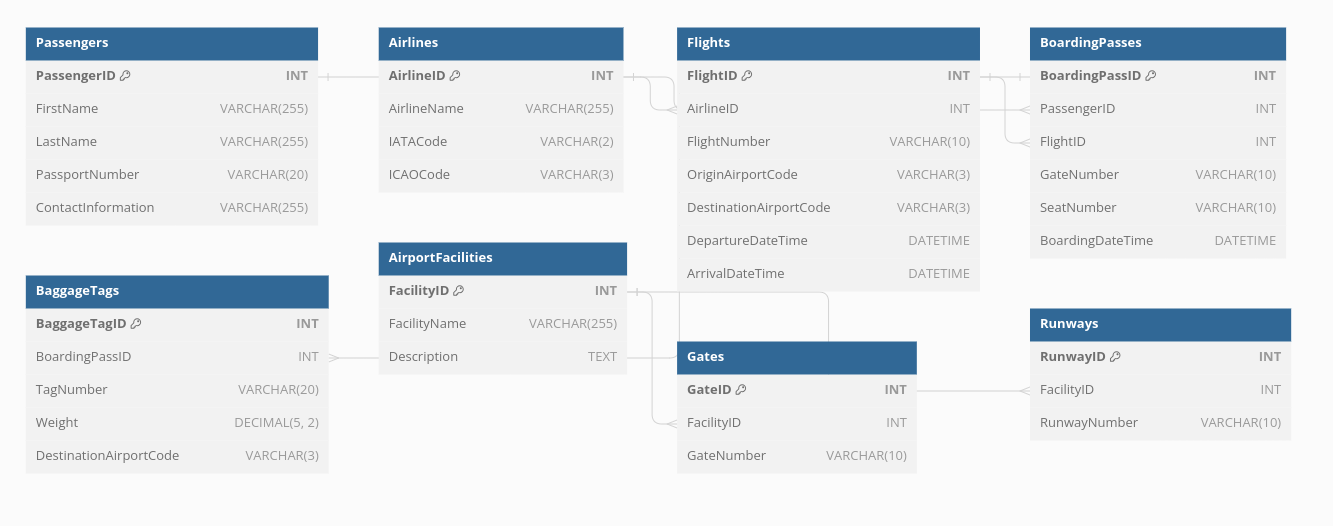 Passengers
PassengerID INT
FirstName VARCHAR(255)
LastName VARCHAR(255)
PassportNumber VARCHAR(20)
ContactInformation VARCHAR(255)
Airlines
AirlineID INT
AirlineName VARCHAR(255)
IATACode VARCHAR(2)
ICAOCode VARCHAR(3)
Flights
FlightID INT
AirlineID INT
FlightNumber VARCHAR(10)
OriginAirportCode VARCHAR(3)
DestinationAirportCode VARCHAR(3)
DepartureDateTime DATETIME
ArrivalDateTime DATETIME
BoardingPasses
BoardingPassID INT
PassengerID INT
FlightID INT
GateNumber VARCHAR(10)
SeatNumber VARCHAR(10)
BoardingDateTime DATETIME
BaggageTags
BaggageTagID INT
BoardingPassID INT
TagNumber VARCHAR(20)
Weight DECIMAL(5, 2)
DestinationAirportCode VARCHAR(3)
AirportFacilities
FacilityID INT
FacilityName VARCHAR(255)
Description TEXT
Gates
GateID INT
FacilityID INT
GateNumber VARCHAR(10)
Runways
RunwayID INT
FacilityID INT
RunwayNumber VARCHAR(10)